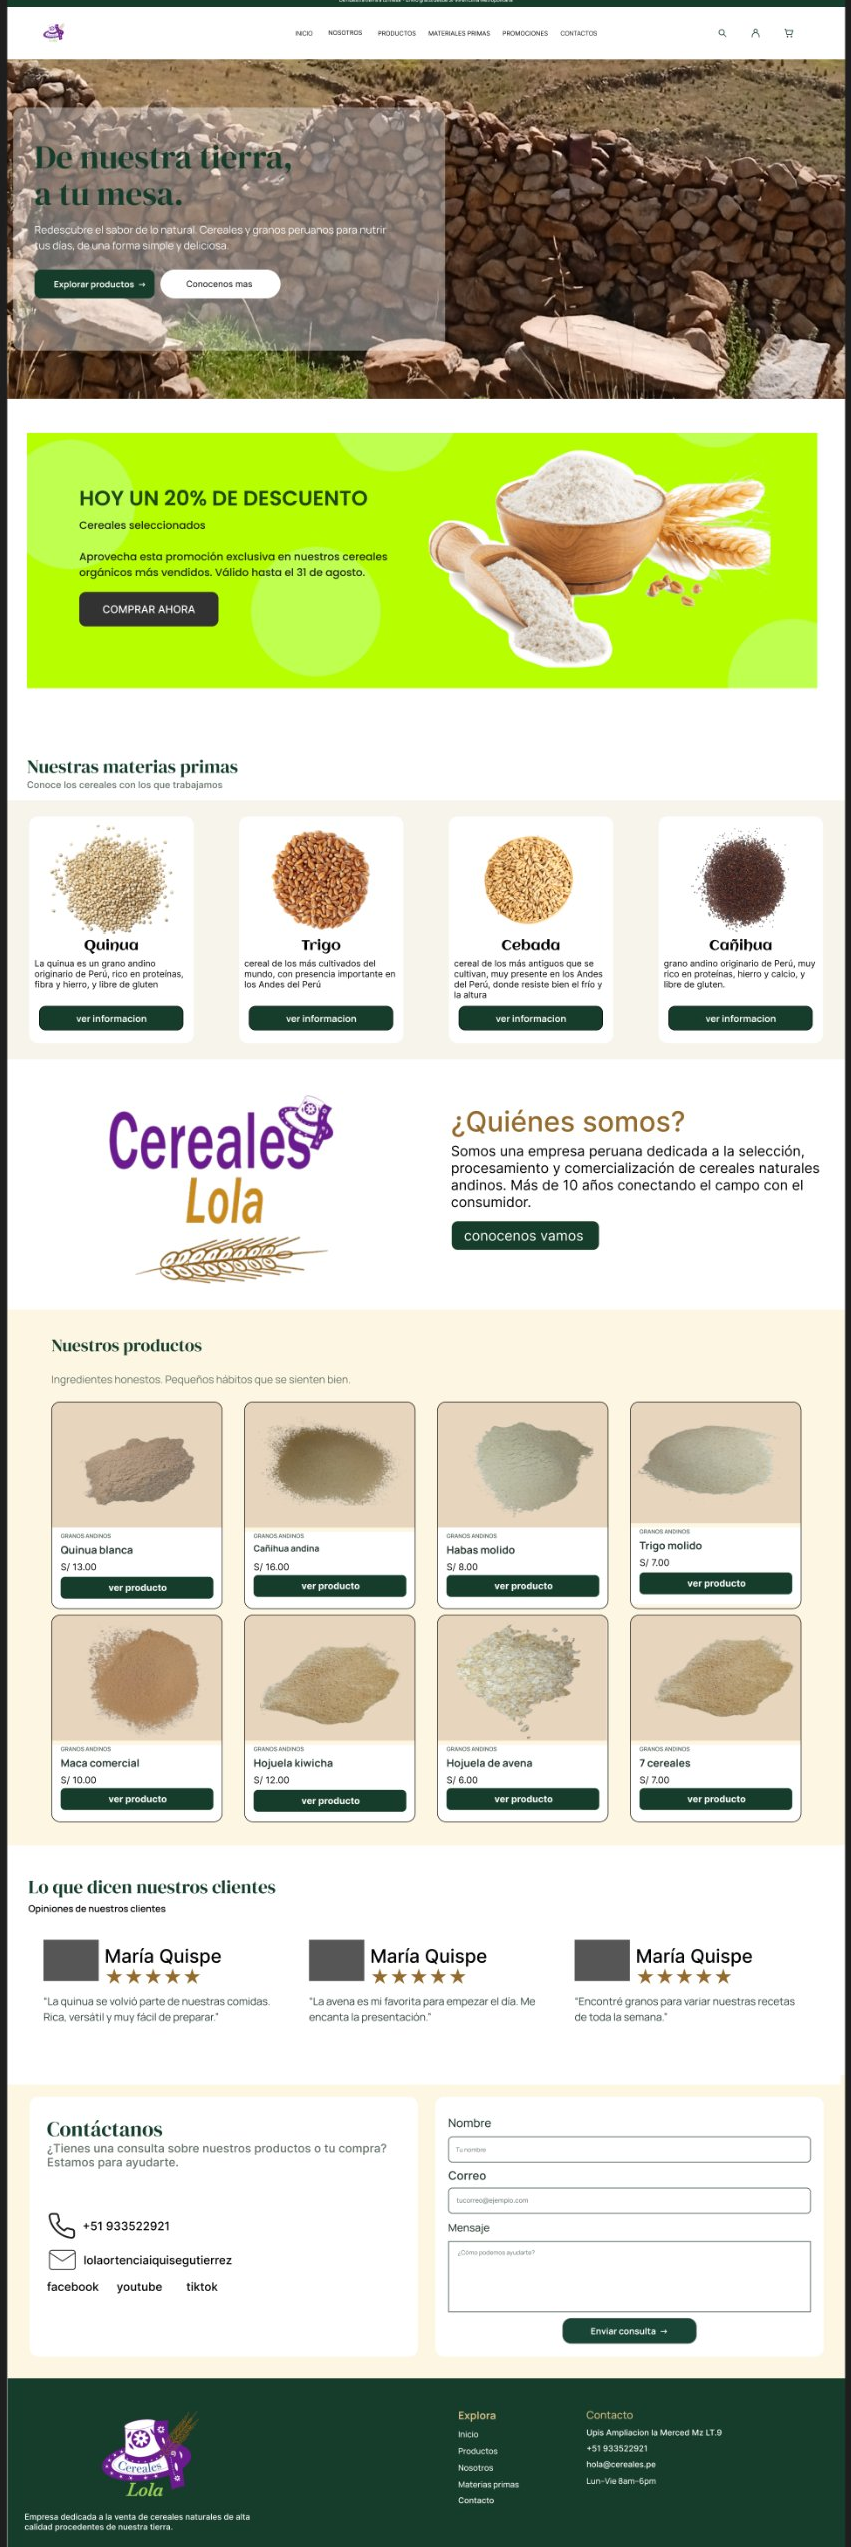 INICIO
NOSOTROS
PRODUCTOS
MATERIALES PRIMAS
PROMOCIONES
CONTACTOS
De nuestra tierra,
a tu mesa.
Redescubre el sabor de lo natural. Cereales y granos peruanos para nutrir
tus días, de una forma simple y deliciosa.
Explorar productos →
Conocenos mas
HOY UN 20% DE DESCUENTO
Cereales seleccionados
Aprovecha esta promoción exclusiva en nuestros cereales
orgánicos más vendidos. Válido hasta el 31 de agosto.
COMPRAR AHORA
Nuestras materias primas
Conoce los cereales con los que trabajamos
Quinua
La quinua es un grano andino
originario de Perú, rico en proteínas,
fibra y hierro, y libre de gluten
ver informacion
Trigo
cereal de los más cultivados del
mundo, con presencia importante en
los Andes del Perú
ver informacion
Cebada
cereal de los más antiguos que se
cultivan, muy presente en los Andes
del Perú, donde resiste bien el frío y
la altura
ver informacion
Cañihua
grano andino originario de Perú, muy
rico en proteínas, hierro y calcio, y
libre de gluten.
ver informacion
Cereales
Lola
¿Quiénes somos?
Somos una empresa peruana dedicada a la selección,
procesamiento y comercialización de cereales naturales
andinos. Más de 10 años conectando el campo con el
consumidor.
conocenos vamos
Nuestros productos
Ingredientes honestos. Pequeños hábitos que se sienten bien.
GRANOS ANDINOS
Quinua blanca
S/ 13.00
ver producto
GRANOS ANDINOS
Cañihua andina
S/ 16.00
ver producto
GRANOS ANDINOS
Habas molido
S/ 8.00
ver producto
GRANOS ANDINOS
Trigo molido
S/ 7.00
ver producto
GRANOS ANDINOS
Maca comercial
S/ 10.00
ver producto
GRANOS ANDINOS
Hojuela kiwicha
S/ 12.00
ver producto
GRANOS ANDINOS
Hojuela de avena
S/ 6.00
ver producto
GRANOS ANDINOS
7 cereales
S/ 7.00
ver producto
Lo que dicen nuestros clientes
Opiniones de nuestros clientes
María Quispe
★★★★★
"La quinua se volvió parte de nuestras comidas.
Rica, versátil y muy fácil de preparar."
María Quispe
★★★★★
"La avena es mi favorita para empezar el día. Me
encanta la presentación."
María Quispe
★★★★★
"Encontré granos para variar nuestras recetas
de toda la semana."
Contáctanos
¿Tienes una consulta sobre nuestros productos o tu compra?
Estamos para ayudarte.
+51 933522921
lolaortenciaiquisegutierrez
facebook
youtube
tiktok
Nombre
Tu nombre
Correo
tucorreo@ejemplo.com
Mensaje
¿Cómo podemos ayudarte?
Enviar consulta →
Cereales
Lola
Empresa dedicada a la venta de cereales naturales de alta
calidad procedentes de nuestra tierra.
Explora
Inicio
Productos
Nosotros
Materias primas
Contacto
Contacto
Upis Ampliacion la Merced Mz LT.9
+51 933522921
hola@cereales.pe
Lun–Vie 8am–6pm